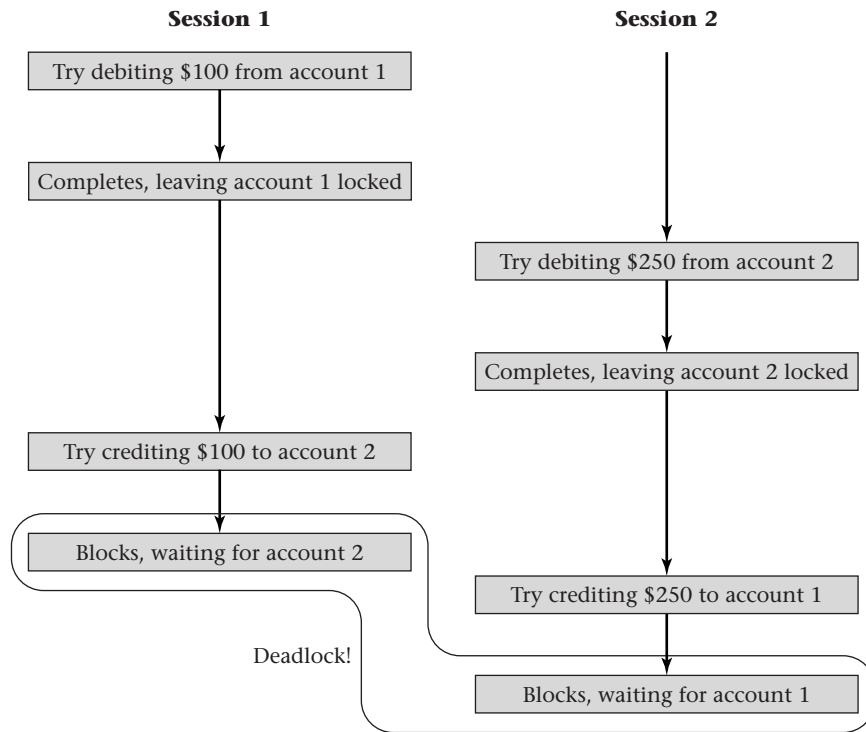 Session 1
Session 2
Try debiting $100 from account 1
Completes, leaving account 1 locked
Try debiting $250 from account 2
Completes, leaving account 2 locked
Try crediting $100 to account 2
Blocks, waiting for account 2
Try crediting $250 to account 1
Deadlock!
Blocks, waiting for account 1